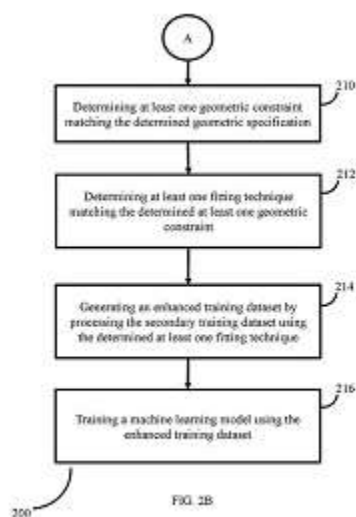 A
210
Determining at least one geometric constraint
matching the determined geometric specification
212
Determining at least one fitting technique
matching the determined at least one geometric
constraint
214
Generating an enhanced training dataset by
processing the secondary training dataset using
the determined at least one fitting technique
216
Training a machine learning model using the
enhanced training dataset
200
FIG. 2B